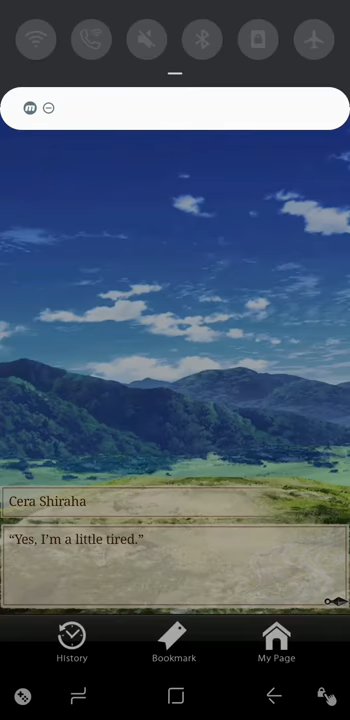 Cera Shiraha
“Yes, I’m a little tired.”
History
Bookmark
My Page